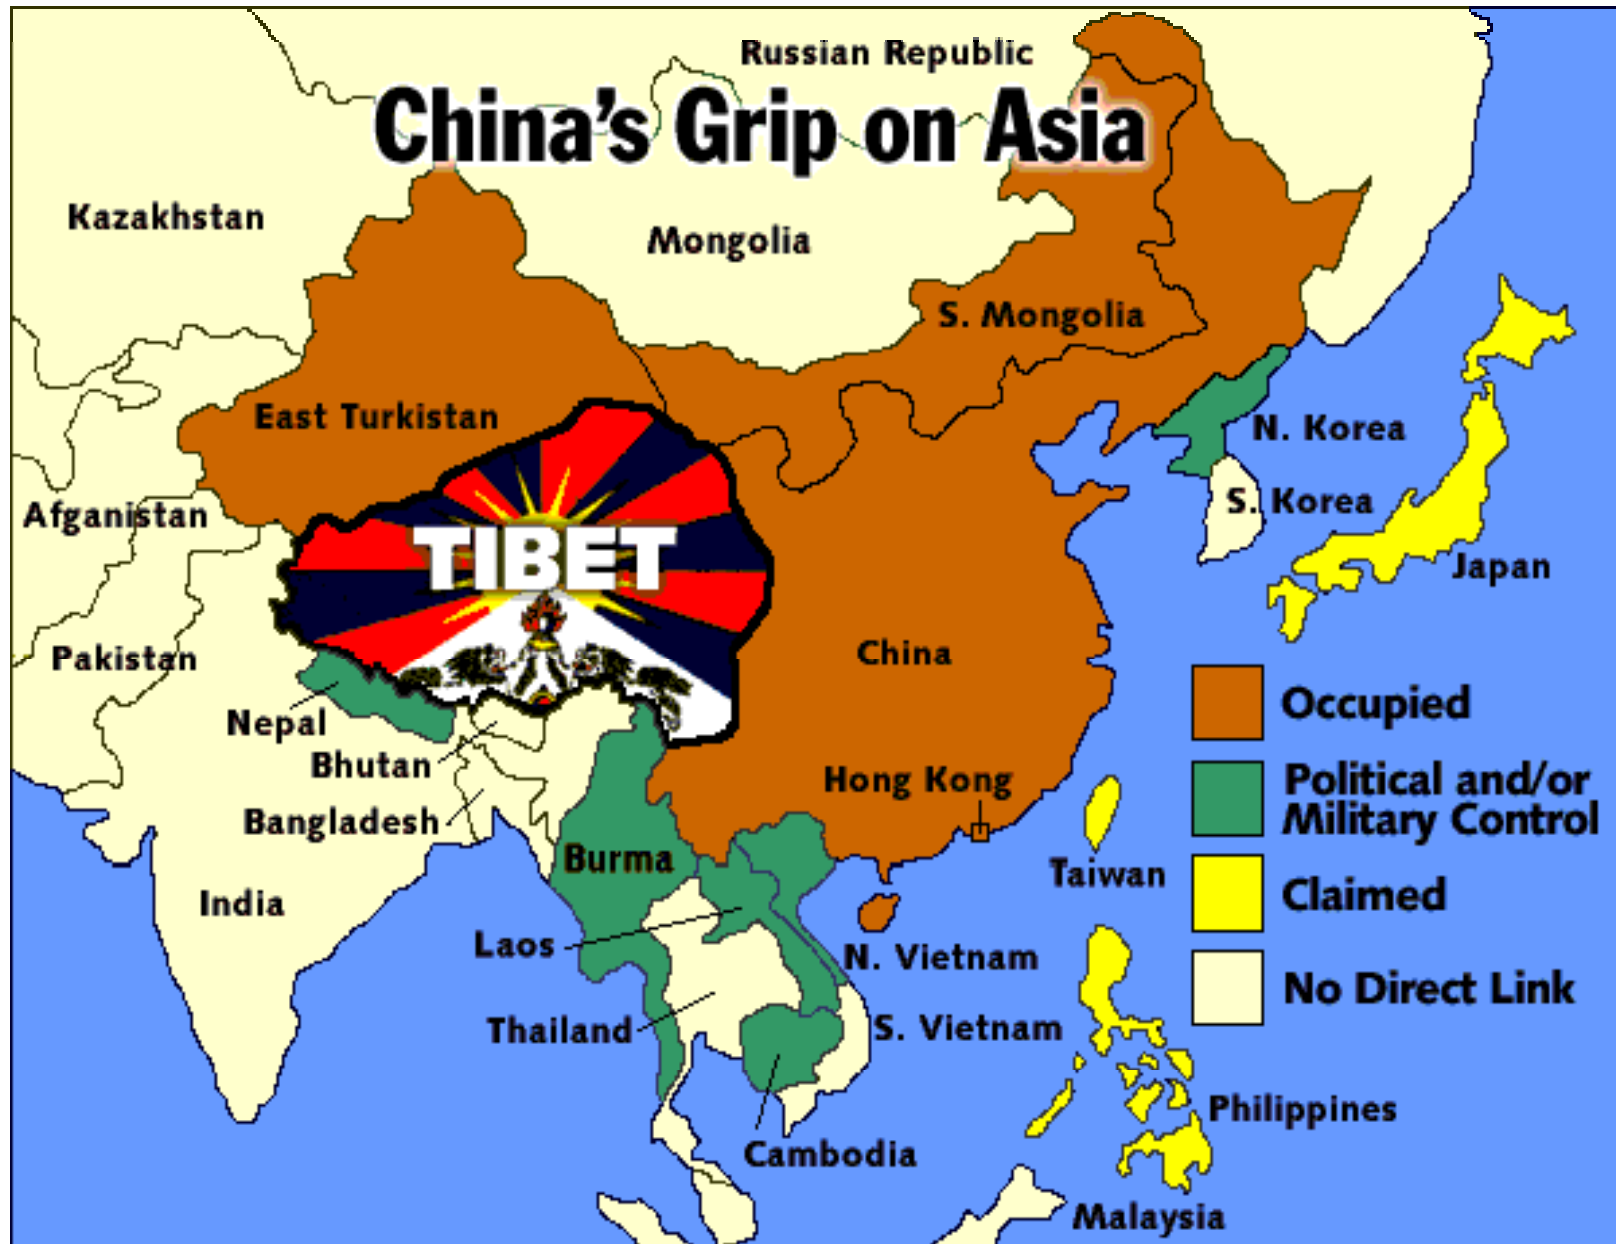 Russian Republic
China's Grip on Asia
Kazakhstan
Mongolia
S. Mongolia
East Turkistan
N. Korea
Afganistan
S. Korea
TIBET
Japan
Pakistan
China
Nepal
Occupied
Bhutan
Hong Kong
Political and/or
Military Control
Bangladesh
Burma
Taiwan
India
Claimed
Laos
N. Vietnam
No Direct Link
Thailand
S. Vietnam
Philippines
Cambodia
Malaysia